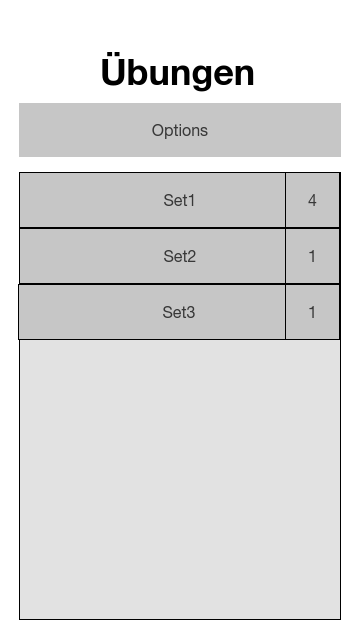 Übungen
Options
Set1 4
Set2 1
Set3 1